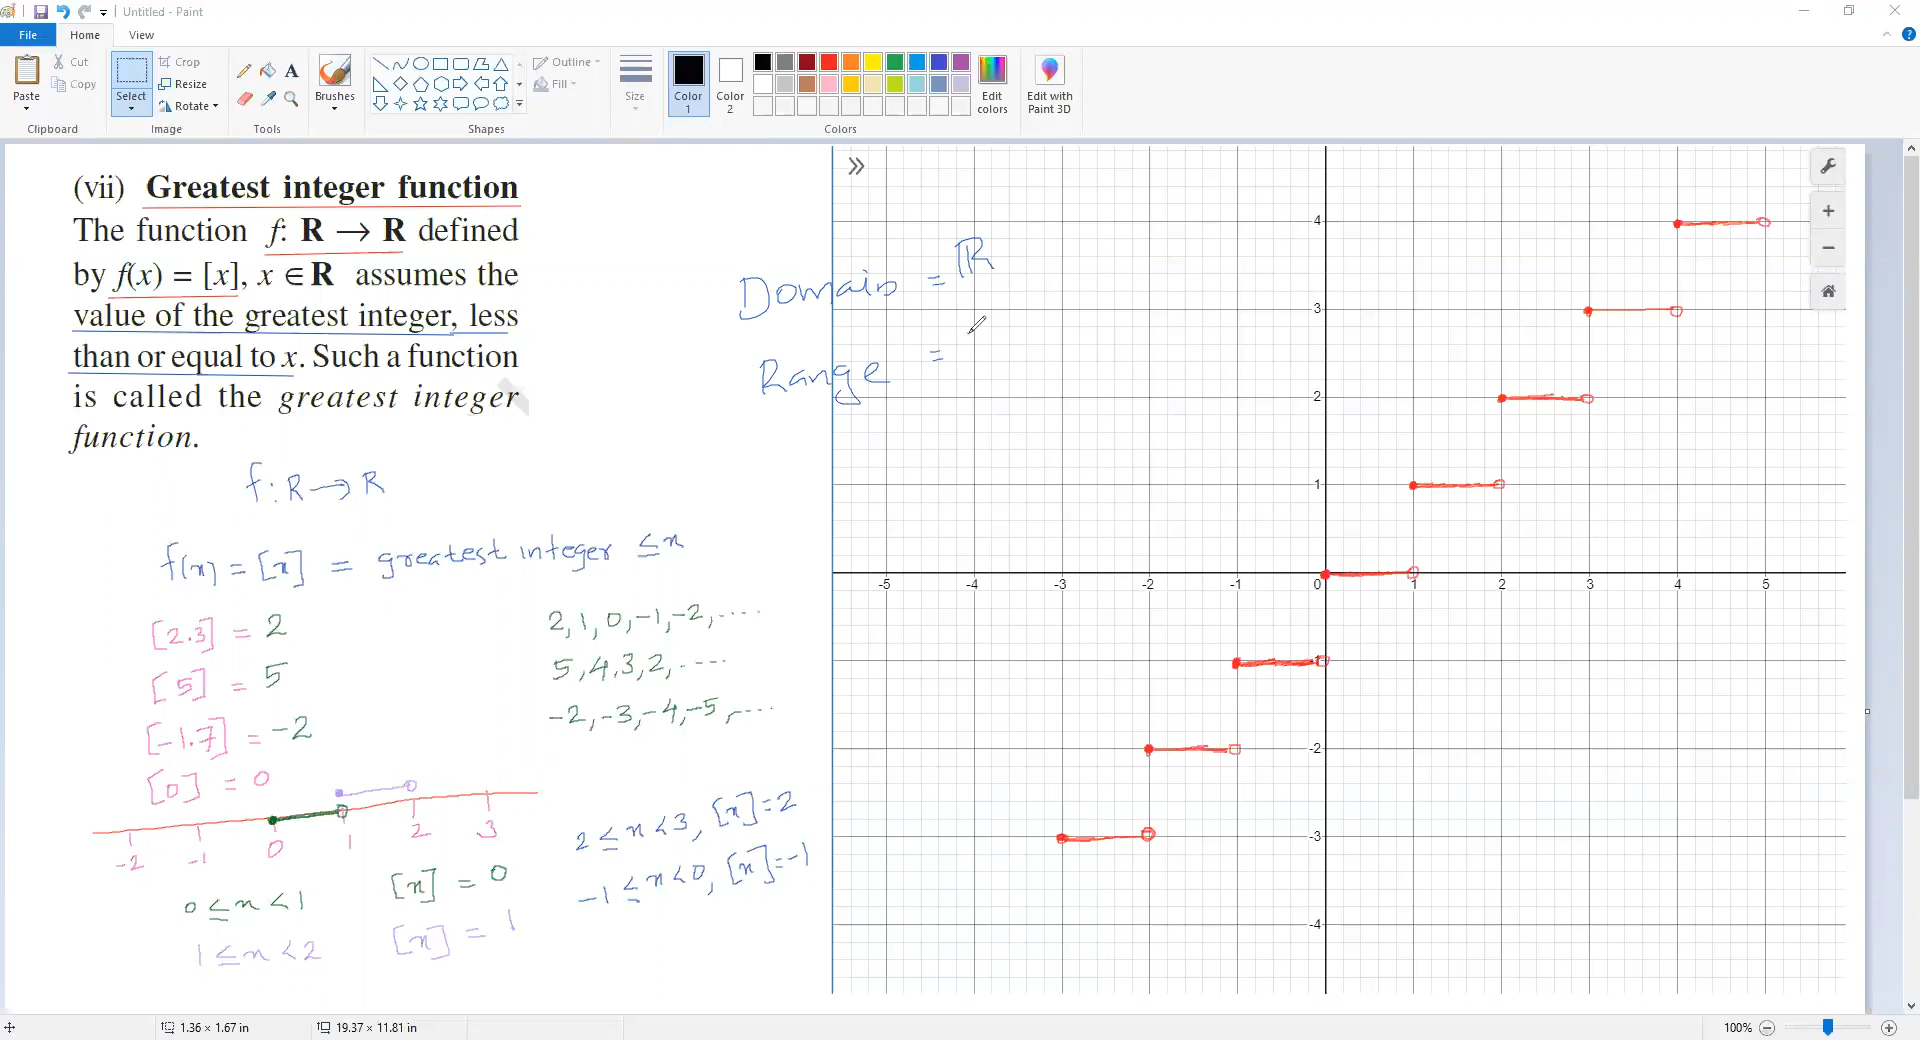 Untitled - Paint
File Home View
Cut
Copy
Paste
Clipboard
Crop
Resize
Rotate
Select
Image
A
Tools
Brushes
Outline
Fill
Shapes
Size
Color 1
Color 2
Edit colors
Colors
Edit with Paint 3D
(vii) Greatest integer function
The function f: R → R defined
by f(x) = [x], x ∈ R assumes the
value of the greatest integer, less
than or equal to x. Such a function
is called the greatest integer
function.
f : R → R
f(x) = [x] = greatest integer ≤ x
[2.3] = 2
[5] = 5
[-1.7] = -2
[0] = 0
2, 1, 0, -1, -2, ....
5, 4, 3, 2, ....
-2, -3, -4, -5, ....
-2 -1 0 1 2 3
0 ≤ x < 1 [x] = 0
1 ≤ x < 2 [x] = 1
2 ≤ x < 3, [x] = 2
-1 ≤ x < 0, [x] = -1
Domain = R
Range =
4
3
2
1
-5 -4 -3 -2 -1 0 1 2 3 4 5
-2
-3
-4
1.36 × 1.67 in
19.37 × 11.81 in
100%